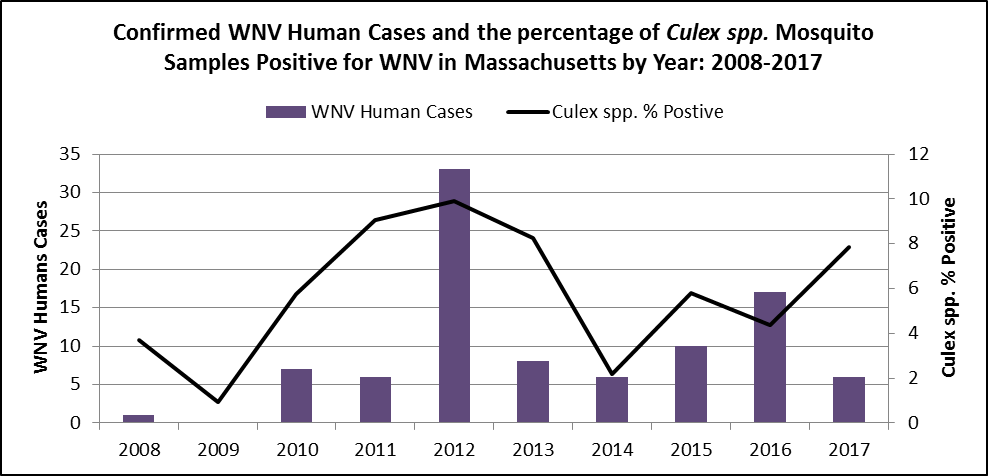 Confirmed WNV Human Cases and the percentage of Culex spp. Mosquito
Samples Positive for WNV in Massachusetts by Year: 2008-2017
WNV Human Cases
Culex spp. % Postive
35
30
25
20
15
10
5
0
WNV Humans Cases
12
10
8
6
4
2
0
Culex spp. % Positive
2008 2009 2010 2011 2012 2013 2014 2015 2016 2017